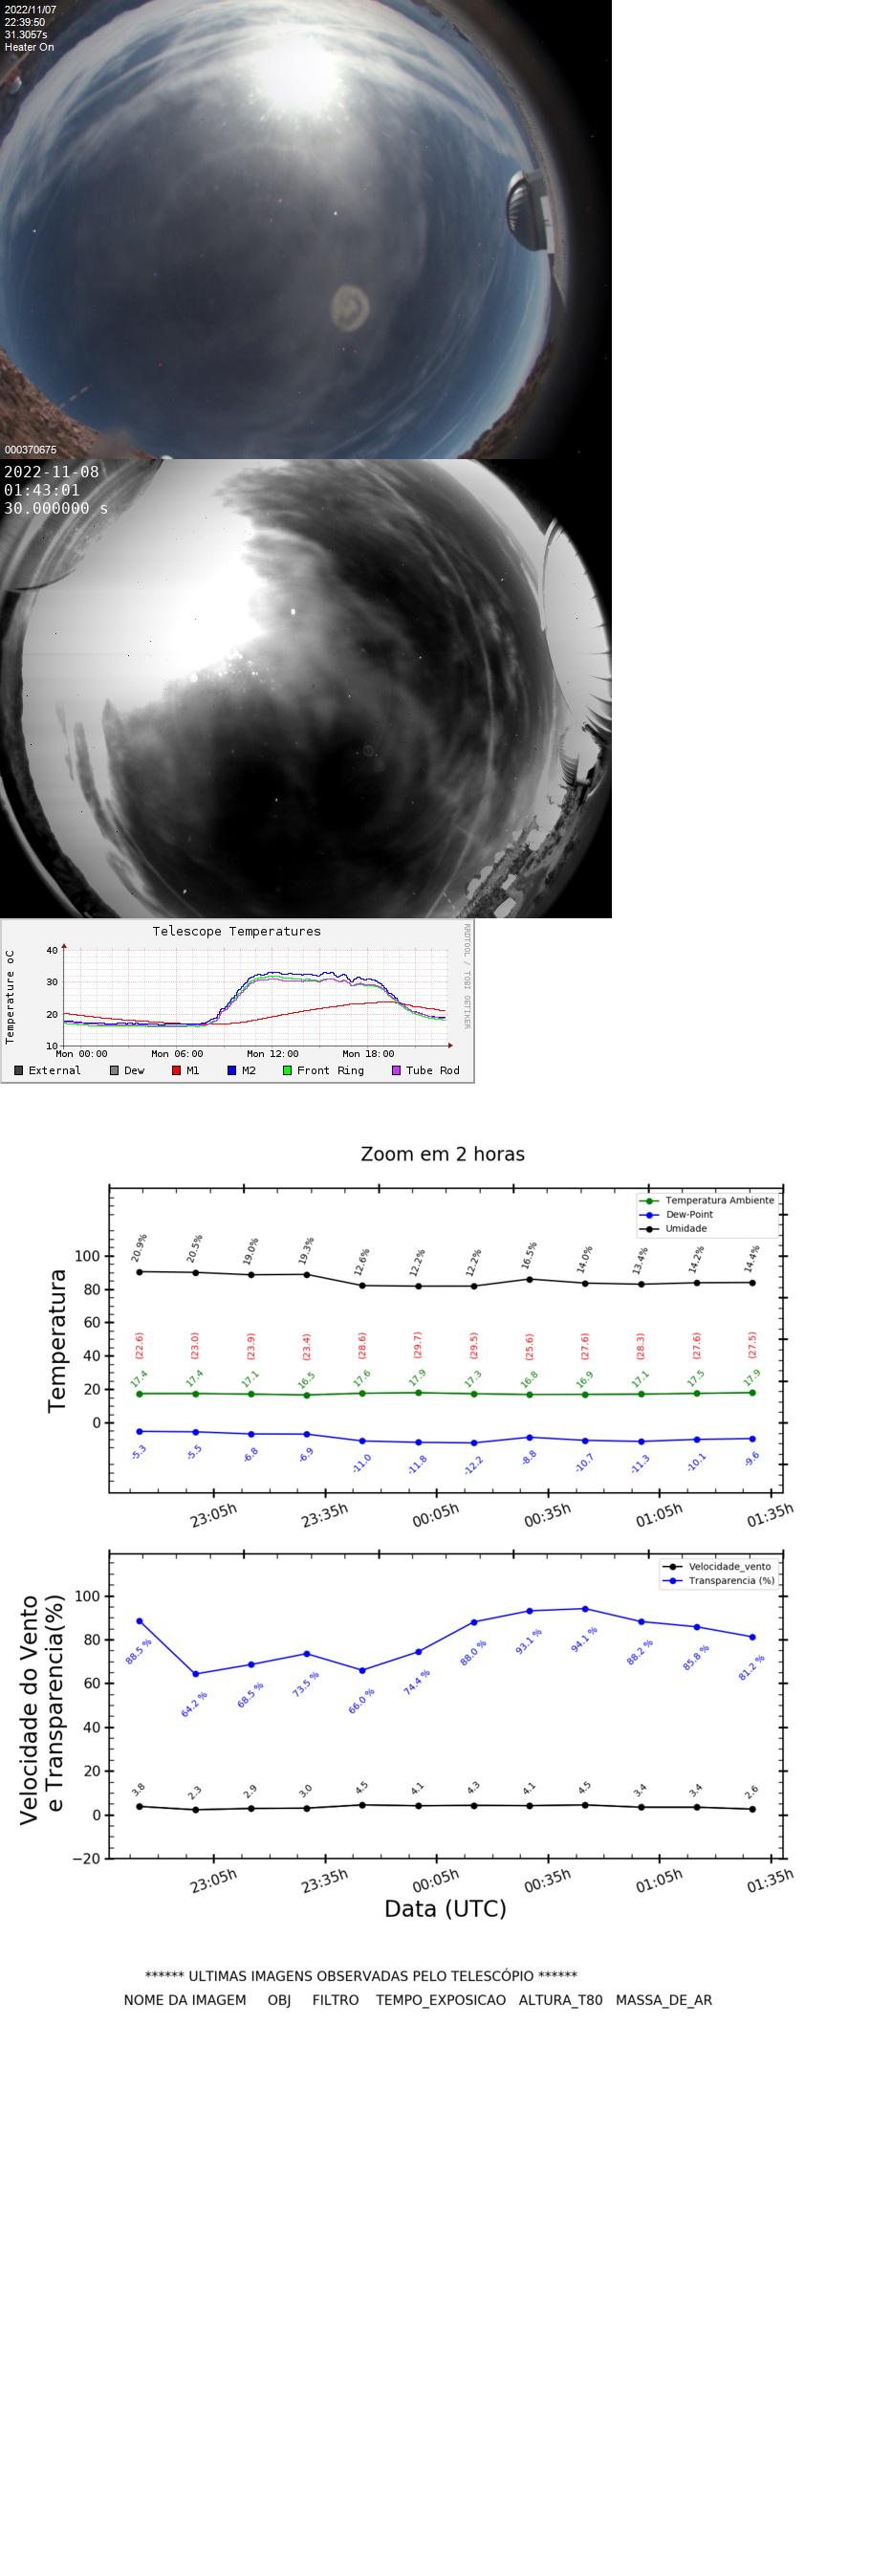 2022/11/07
22:39:50
31.3057s
Heater On
000370675
2022-11-08
01:43:01
30.000000 s
Telescope Temperatures
RRDTOOL / TOBI OETIKER
Temperature oC
40
30
20
10
Mon 00:00 Mon 06:00 Mon 12:00 Mon 18:00
External Dew M1 M2 Front Ring Tube Rod
Zoom em 2 horas
Temperatura Ambiente
Dew-Point
Umidade
Temperatura
100
80
60
40
20
0
20.9% 20.5% 19.0% 19.3% 12.6% 12.2% 12.2% 16.5% 14.0% 13.4% 14.2% 14.4%
(22.6) (23.0) (23.9) (23.4) (28.6) (29.7) (29.5) (25.6) (27.6) (28.3) (27.6) (27.5)
17.4 17.4 17.1 16.5 17.6 17.9 17.3 16.8 16.9 17.1 17.5 17.9
-5.3 -5.5 -6.8 -6.9 -11.0 -11.8 -12.2 -8.8 -10.7 -11.3 -10.1 -9.6
23:05h 23:35h 00:05h 00:35h 01:05h 01:35h
Velocidade_vento
Transparencia (%)
Velocidade do Vento
e Transparencia(%)
100
80
60
40
20
0
−20
88.5 % 64.2 % 68.5 % 73.5 % 66.0 % 74.4 % 88.0 % 93.1 % 94.1 % 88.2 % 85.8 % 81.2 %
3.8 2.3 2.9 3.0 4.5 4.1 4.3 4.1 4.5 3.4 3.4 2.6
23:05h 23:35h 00:05h 00:35h 01:05h 01:35h
Data (UTC)
****** ULTIMAS IMAGENS OBSERVADAS PELO TELESCÓPIO ******
NOME DA IMAGEM OBJ FILTRO TEMPO_EXPOSICAO ALTURA_T80 MASSA_DE_AR